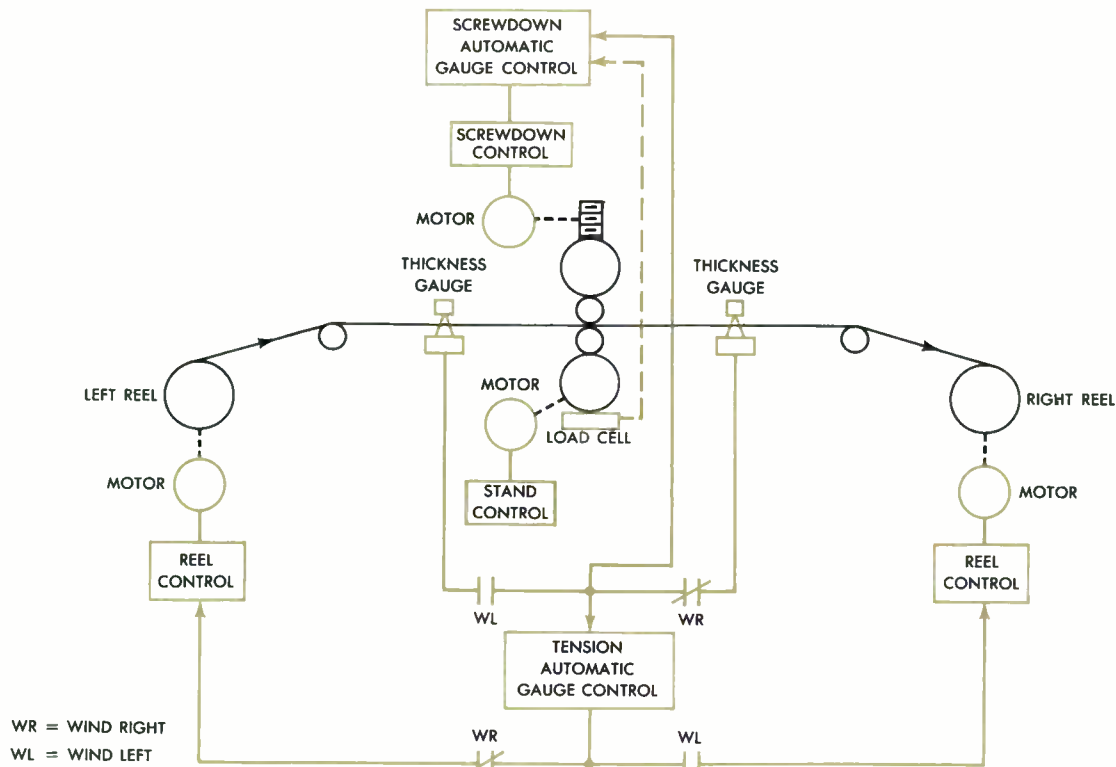 SCREWDOWN
AUTOMATIC
GAUGE CONTROL
SCREWDOWN
CONTROL
MOTOR
THICKNESS
GAUGE
THICKNESS
GAUGE
LEFT REEL
MOTOR
RIGHT REEL
LOAD CELL
MOTOR
STAND
CONTROL
MOTOR
REEL
CONTROL
REEL
CONTROL
WL
WR
TENSION
AUTOMATIC
GAUGE CONTROL
WR = WIND RIGHT
WL = WIND LEFT
WR
WL